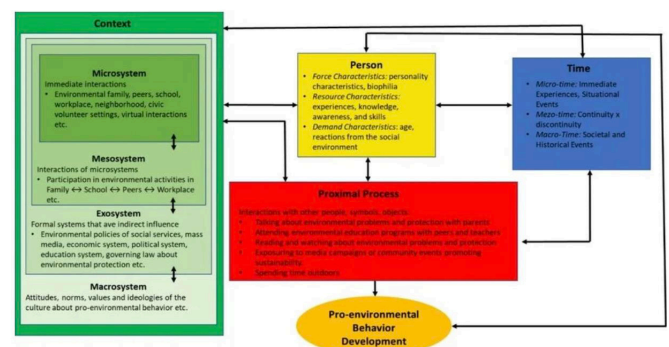 Context
Microsystem
Immediate interactions
• Environmental family, peers, school,
workplace, neighborhood, civic
volunteer settings, virtual interactions
etc.
Mesosystem
Interactions of microsystems
• Participation in environmental activities in
Family ↔ School ↔ Peers ↔ Workplace
etc.
Exosystem
Formal systems that ave indirect influence
• Environmental policies of social services, mass
media, economic system, political system,
education system, governing law about
environmental protection etc.
Macrosystem
Attitudes, norms, values and ideologies of the
culture about pro-environmental behavior etc.
Person
• Force Characteristics: personality
characteristics, biophilia
• Resource Characteristics:
experiences, knowledge,
awareness, and skills
• Demand Characteristics: age,
reactions from the social
environment
Time
• Micro-time: Immediate
Experiences, Situational
Events
• Mezo-time: Continuity x
discontinuity
• Macro-Time: Societal and
Historical Events
Proximal Process
Interactions with other people, symbols, objects:
• Talking about environmental problems and protection with parents
• Attending environmental education programs with peers and teachers
• Reading and watching about environmental problems and protection
• Exposuring to media campaigns or community events promoting
sustainability.
• Spending time outdoors
Pro-environmental
Behavior
Development